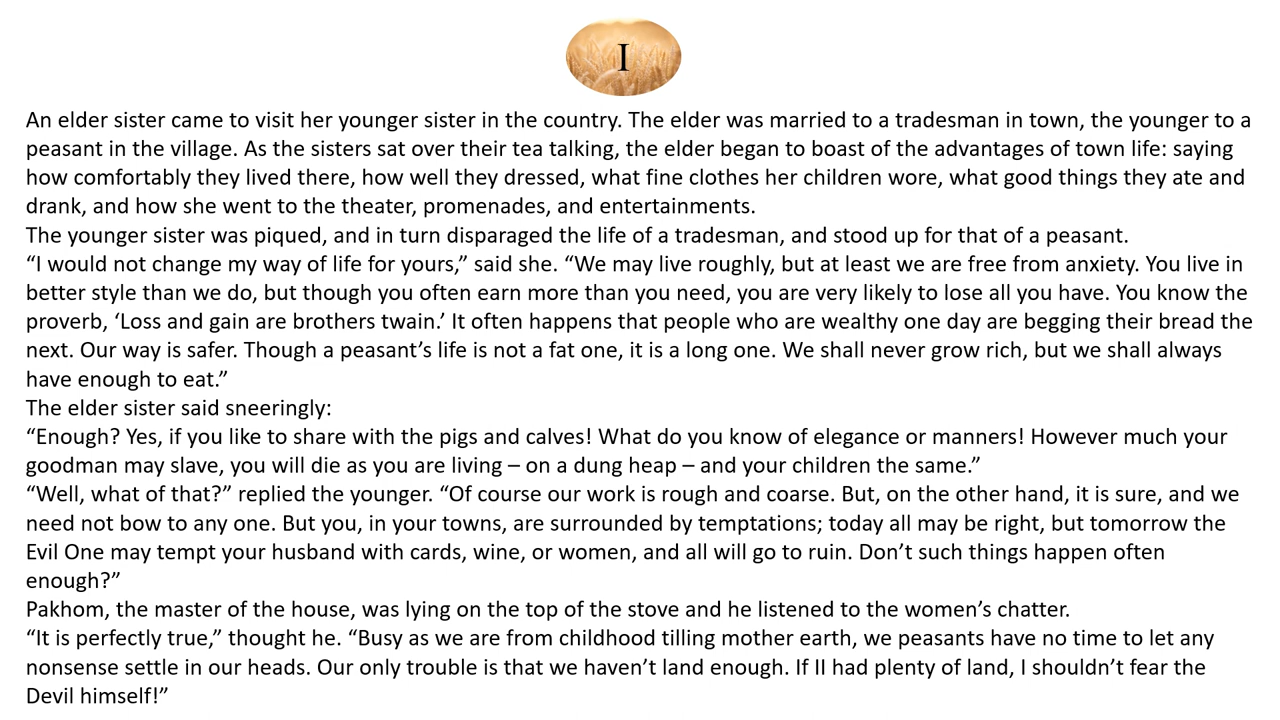 I
An elder sister came to visit her younger sister in the country. The elder was married to a tradesman in town, the younger to a
peasant in the village. As the sisters sat over their tea talking, the elder began to boast of the advantages of town life: saying
how comfortably they lived there, how well they dressed, what fine clothes her children wore, what good things they ate and
drank, and how she went to the theater, promenades, and entertainments.
The younger sister was piqued, and in turn disparaged the life of a tradesman, and stood up for that of a peasant.
“I would not change my way of life for yours,” said she. “We may live roughly, but at least we are free from anxiety. You live in
better style than we do, but though you often earn more than you need, you are very likely to lose all you have. You know the
proverb, ‘Loss and gain are brothers twain.’ It often happens that people who are wealthy one day are begging their bread the
next. Our way is safer. Though a peasant’s life is not a fat one, it is a long one. We shall never grow rich, but we shall always
have enough to eat.”
The elder sister said sneeringly:
“Enough? Yes, if you like to share with the pigs and calves! What do you know of elegance or manners! However much your
goodman may slave, you will die as you are living – on a dung heap – and your children the same.”
“Well, what of that?” replied the younger. “Of course our work is rough and coarse. But, on the other hand, it is sure, and we
need not bow to any one. But you, in your towns, are surrounded by temptations; today all may be right, but tomorrow the
Evil One may tempt your husband with cards, wine, or women, and all will go to ruin. Don’t such things happen often
enough?”
Pakhom, the master of the house, was lying on the top of the stove and he listened to the women’s chatter.
“It is perfectly true,” thought he. “Busy as we are from childhood tilling mother earth, we peasants have no time to let any
nonsense settle in our heads. Our only trouble is that we haven’t land enough. If II had plenty of land, I shouldn’t fear the
Devil himself!”